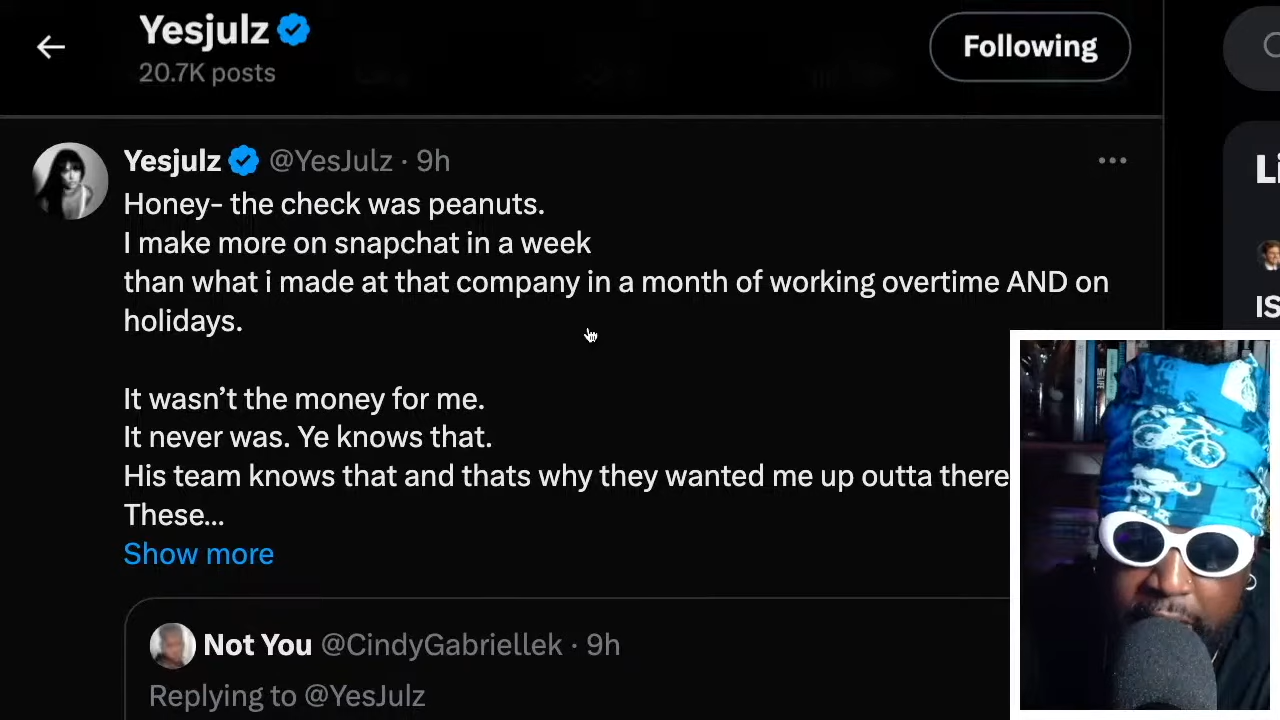 Yesjulz
20.7K posts
Following
Yesjulz @YesJulz · 9h
Honey- the check was peanuts.
I make more on snapchat in a week
than what i made at that company in a month of working overtime AND on
holidays.
It wasn’t the money for me.
It never was. Ye knows that.
His team knows that and thats why they wanted me up outta there
These...
Show more
Not You @CindyGabriellek · 9h
Replying to @YesJulz